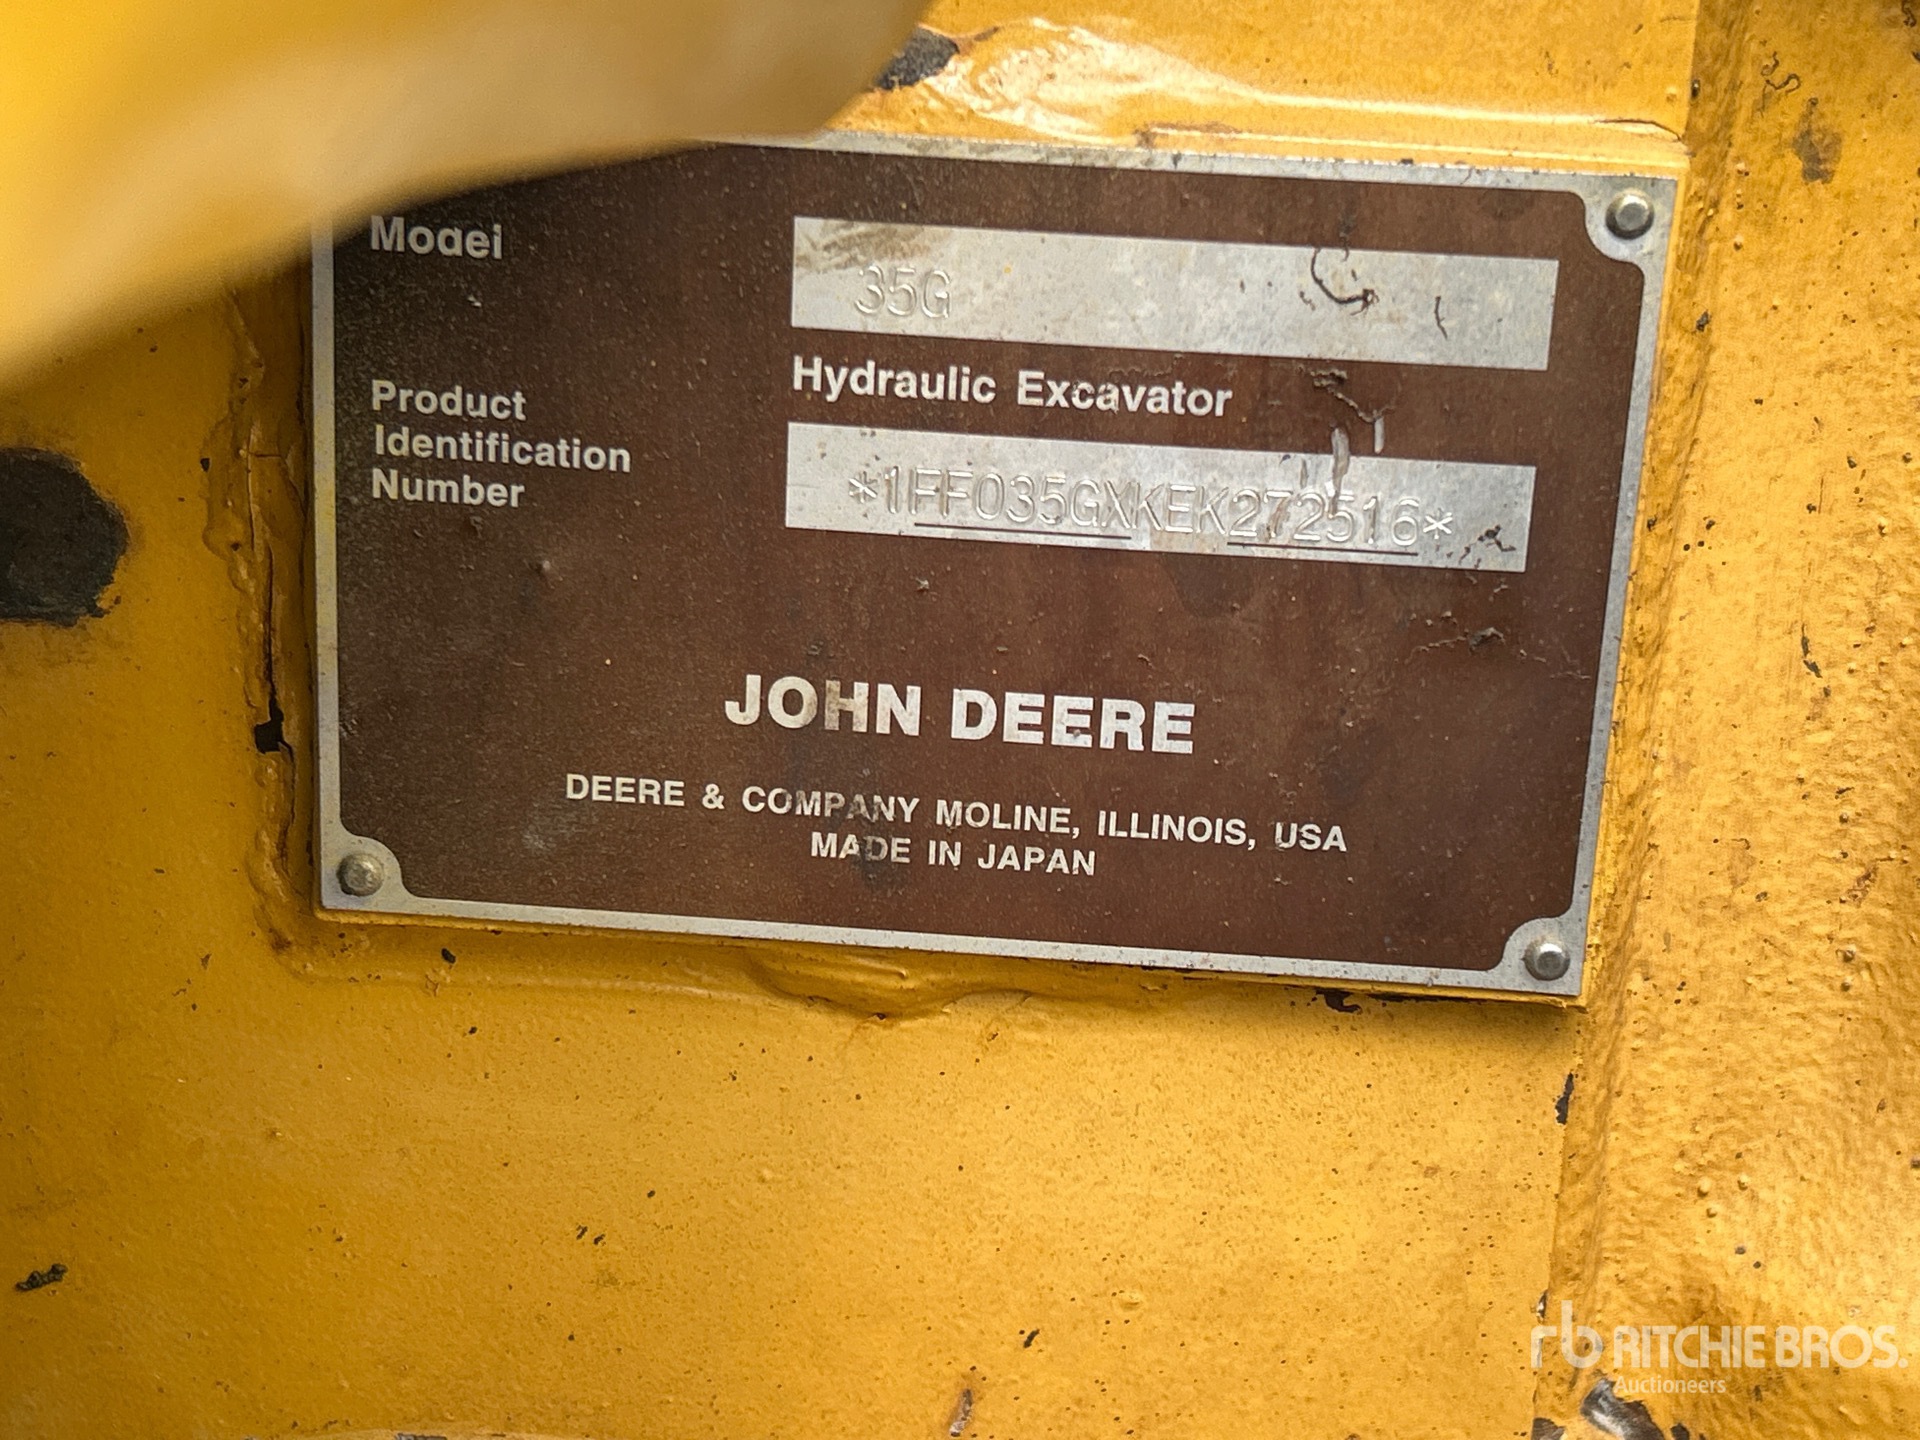 Model
35G
Hydraulic Excavator
Product
Identification
Number
*1FF035GXKEK272516*
JOHN DEERE
DEERE & COMPANY MOLINE, ILLINOIS, USA
MADE IN JAPAN
rb RITCHIE BROS.
Auctioneers